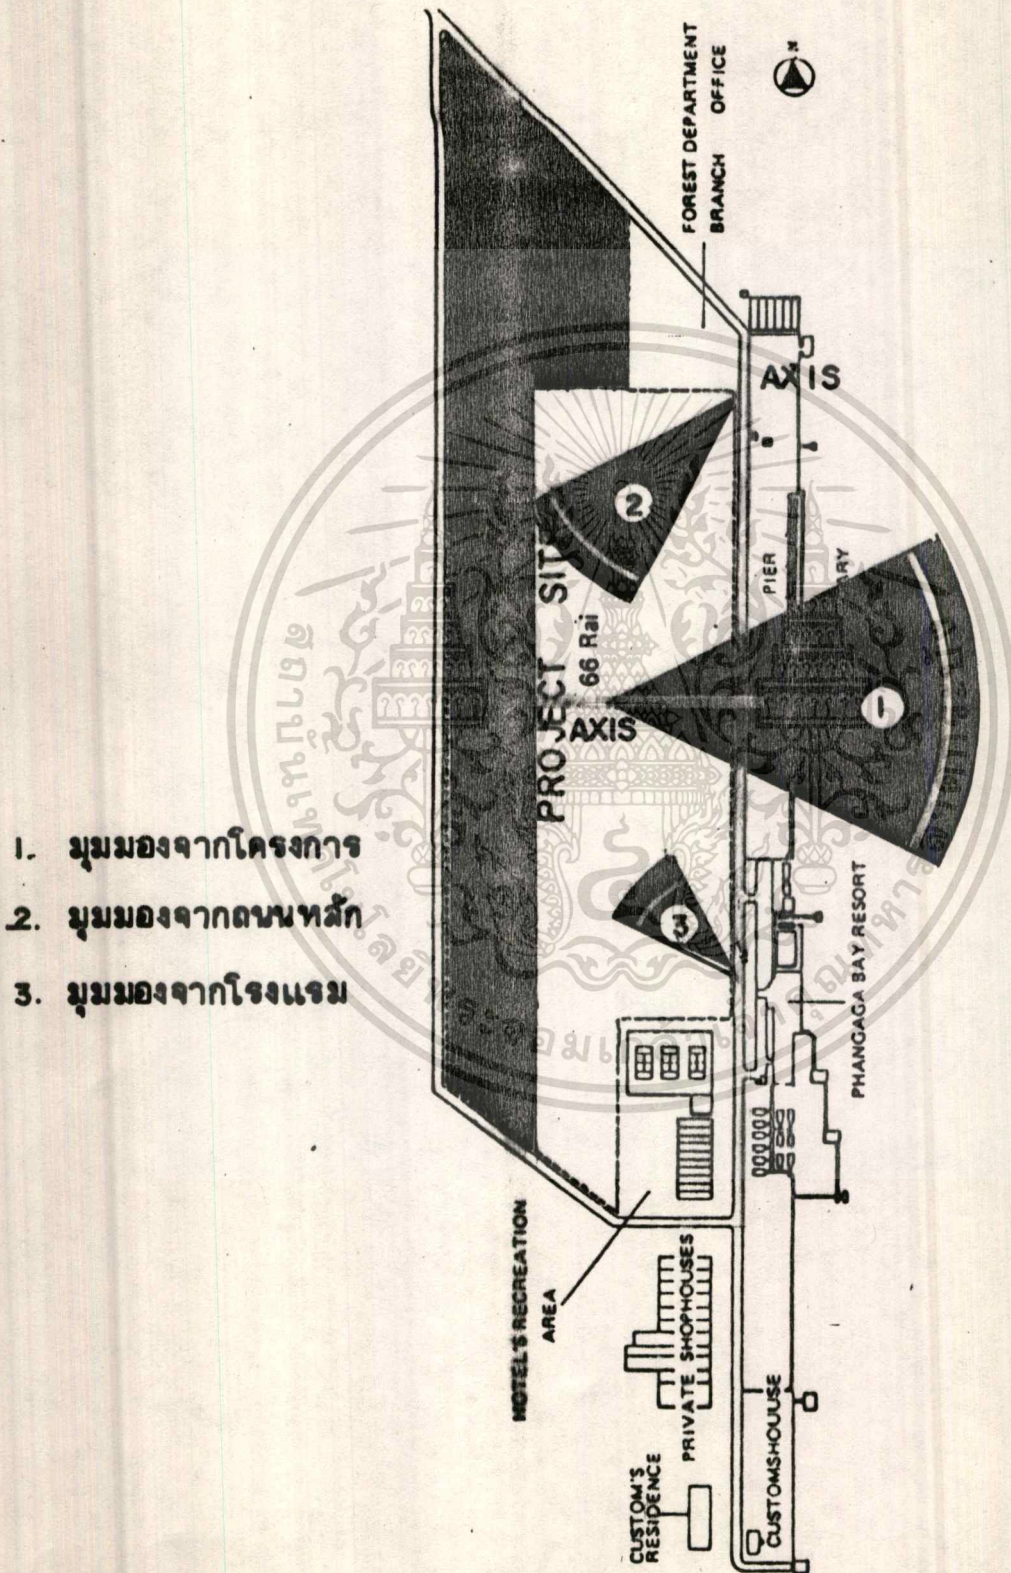 N
FOREST DEPARTMENT
BRANCH OFFICE
AXIS
2
PIER
PROJECT SITE
66 Rai
1
AXIS
1. มุมมองจากโครงการ
2. มุมมองจากถนนหลัก
3. มุมมองจากโรงแรม
3
PHANGAGA BAY RESORT
HOTEL'S RECREATION
AREA
PRIVATE SHOPHOUSES
CUSTOM'S
RESIDENCE
CUSTOMSHOUUSE